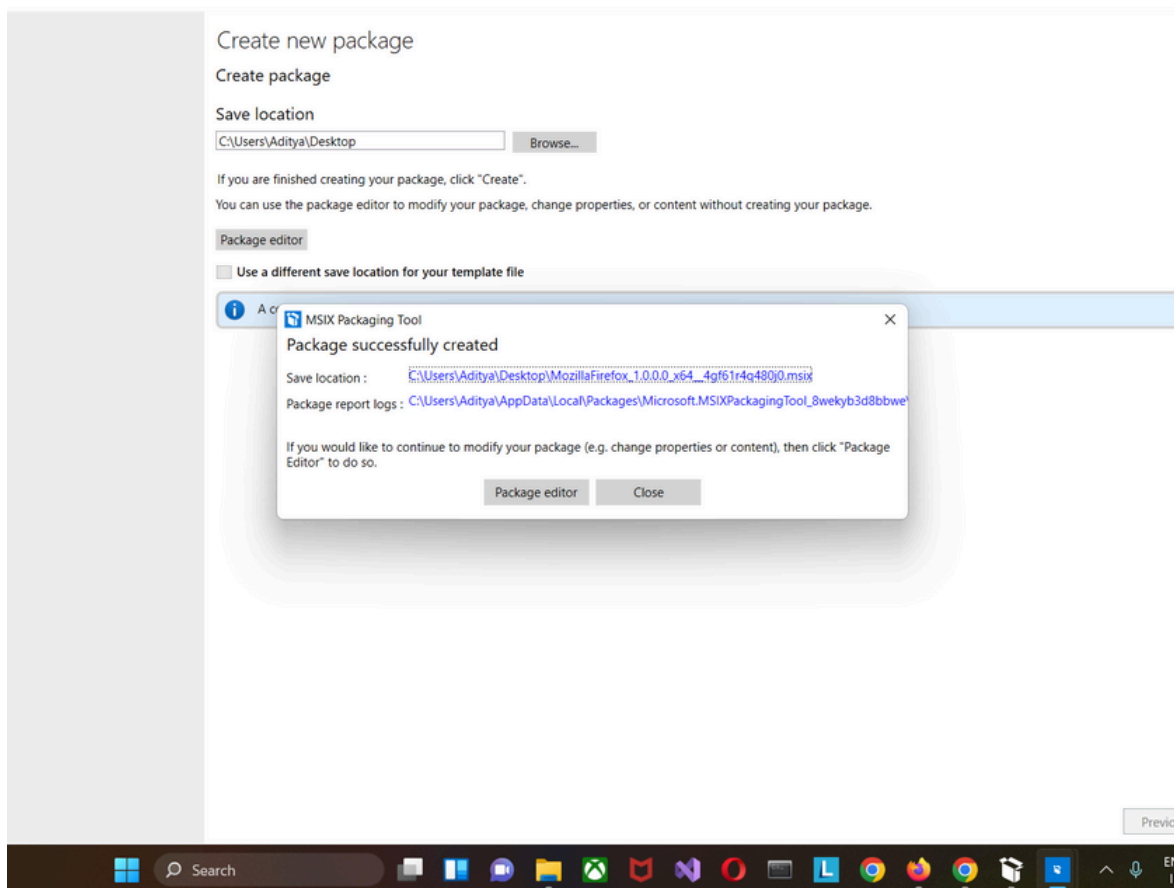 Create new package
Create package
Save location
C:\Users\Aditya\Desktop
Browse...
If you are finished creating your package, click "Create".
You can use the package editor to modify your package, change properties, or content without creating your package.
Package editor
Use a different save location for your template file
A
MSIX Packaging Tool
Package successfully created
Save location : C:\Users\Aditya\Desktop\MozillaFirefox_1.0.0.0_x64__4gf61r4q480j0.msix
Package report logs : C:\Users\Aditya\AppData\Local\Packages\Microsoft.MSIXPackagingTool_8wekyb3d8bbwe\
If you would like to continue to modify your package (e.g. change properties or content), then click "Package
Editor" to do so.
Package editor Close
Previo
Search
L